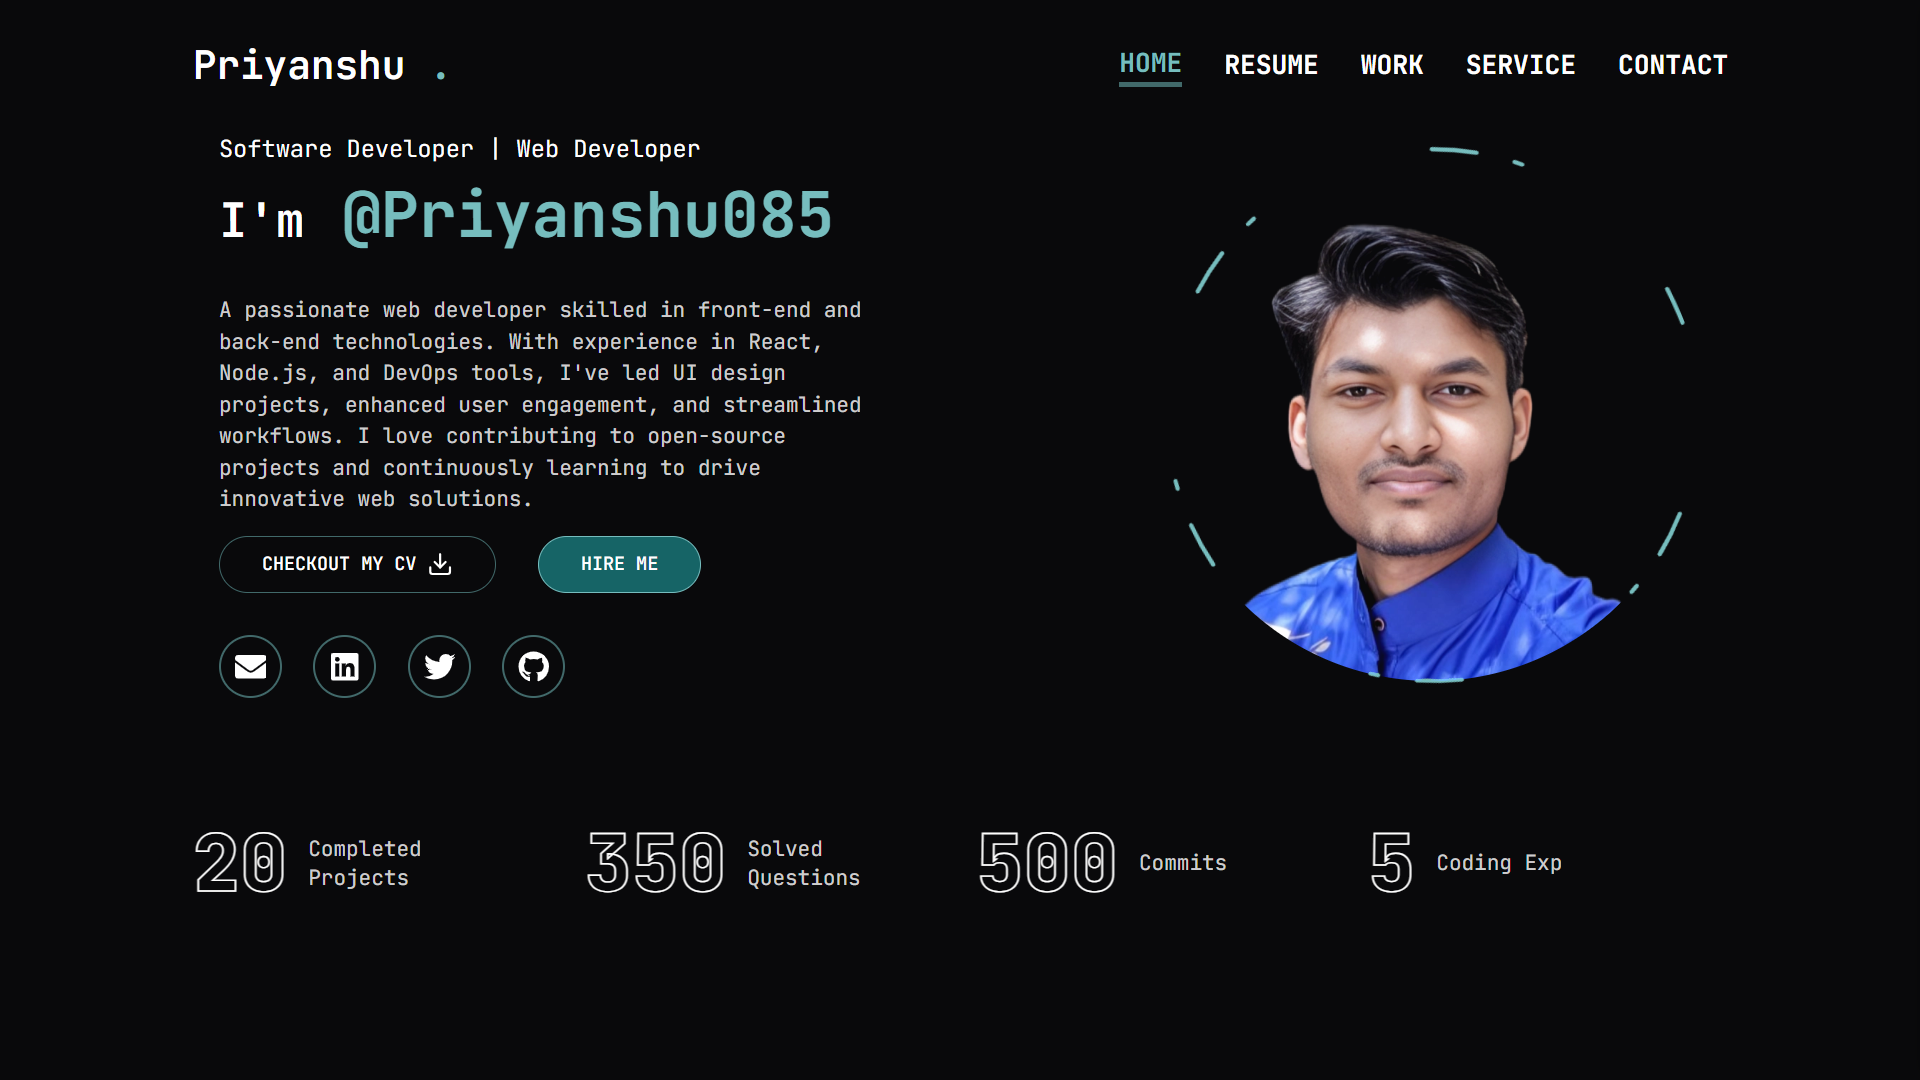 Priyanshu .
HOME RESUME WORK SERVICE CONTACT
Software Developer | Web Developer
I'm @Priyanshu085
A passionate web developer skilled in front-end and
back-end technologies. With experience in React,
Node.js, and DevOps tools, I've led UI design
projects, enhanced user engagement, and streamlined
workflows. I love contributing to open-source
projects and continuously learning to drive
innovative web solutions.
CHECKOUT MY CV HIRE ME
in
20 Completed
Projects
350 Solved
Questions
500 Commits
5 Coding Exp